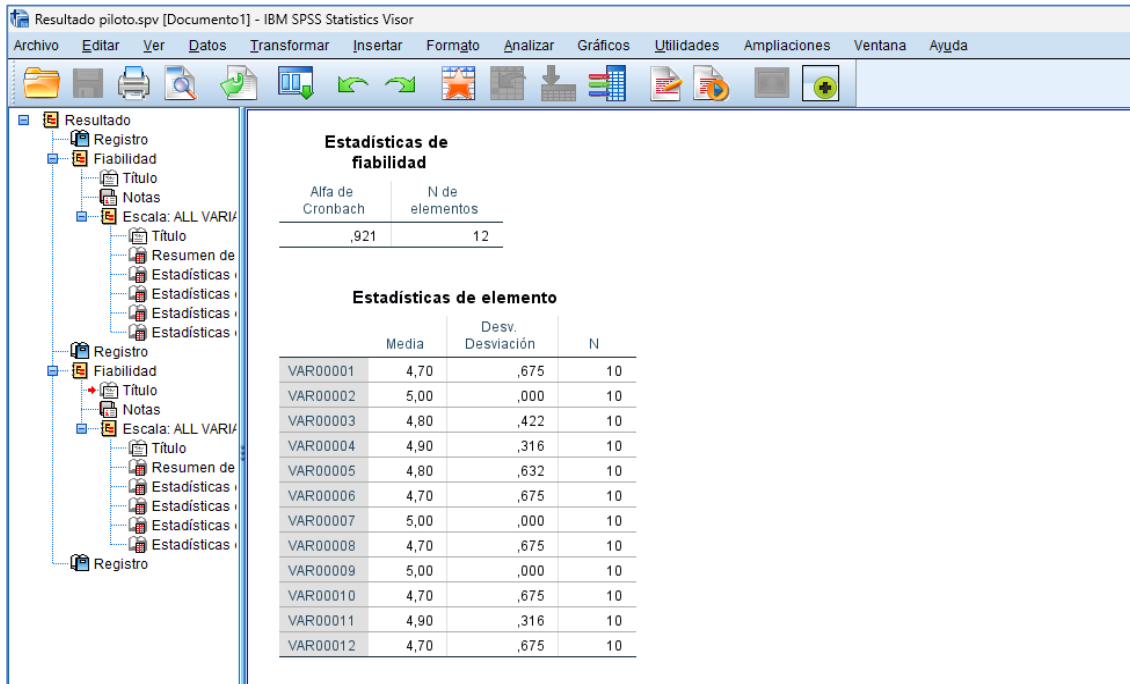 Resultado piloto.spv [Documento1] - IBM SPSS Statistics Visor
Archivo Editar Ver Datos Transformar Insertar Formato Analizar Gráficos Utilidades Ampliaciones Ventana Ayuda
Resultado
Registro
Fiabilidad
Título
Notas
Escala: ALL VARIA
Título
Resumen de
Estadísticas
Estadísticas
Estadísticas
Estadísticas
Registro
Fiabilidad
Título
Notas
Escala: ALL VARIA
Título
Resumen de
Estadísticas
Estadísticas
Estadísticas
Estadísticas
Registro
Estadísticas de
fiabilidad
Alfa de
Cronbach
N de
elementos
,921 12
Estadísticas de elemento
Media Desv. Desviación N
VAR00001 4,70 ,675 10
VAR00002 5,00 ,000 10
VAR00003 4,80 ,422 10
VAR00004 4,90 ,316 10
VAR00005 4,80 ,632 10
VAR00006 4,70 ,675 10
VAR00007 5,00 ,000 10
VAR00008 4,70 ,675 10
VAR00009 5,00 ,000 10
VAR00010 4,70 ,675 10
VAR00011 4,90 ,316 10
VAR00012 4,70 ,675 10